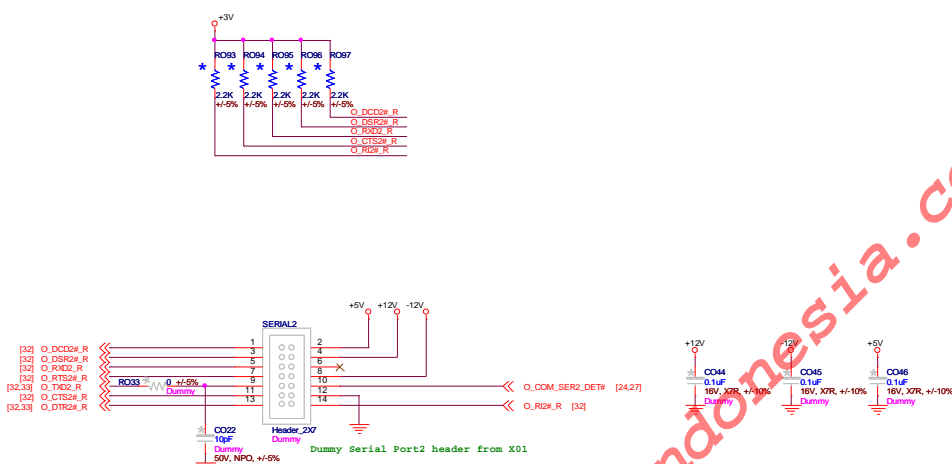 +3V
RO93 RO94 RO95 RO96 RO97
* * * * *
2.2K 2.2K 2.2K 2.2K 2.2K
+/-5% +/-5% +/-5% +/-5% +/-5%
O_DCD2#_R
O_DSR2#_R
O_RXD2_R
O_CTS2#_R
O_RI2#_R
+5V +12V -12V
SERIAL2
[32] O_DCD2#_R 1 2
[32] O_DSR2#_R 3 4
[32] O_RXD2_R 5 6
[32] O_RTS2#_R 7 8
[32,33] O_TXD2_R RO33 * 0 +/-5% 9 10 O_COM_SER2_DET# [24,27]
Dummy
[32] O_CTS2#_R 11 12
[32,33] O_DTR2#_R 13 14 O_RI2#_R [32]
Header_2X7
Dummy
* CO22
10pF
Dummy
50V, NPO, +/-5%
Dummy Serial Port2 header from X01
+12V -12V +5V
* CO44 * CO45 * CO46
0.1uF 0.1uF 0.1uF
16V, X7R, +/-10% 16V, X7R, +/-10% 16V, X7R, +/-10%
Dummy Dummy Dummy
ndonesia.co